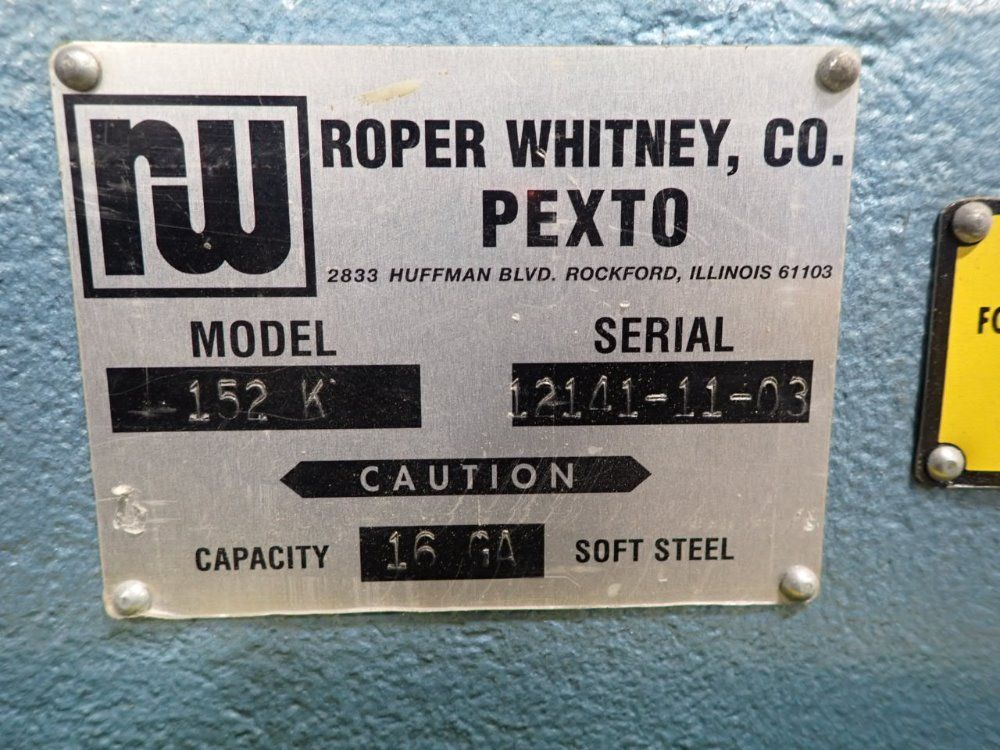 rw
ROPER WHITNEY, CO.
PEXTO
2833 HUFFMAN BLVD. ROCKFORD, ILLINOIS 61103
MODEL SERIAL
152 K 12141-11-03
CAUTION
CAPACITY 16 GA SOFT STEEL
FO